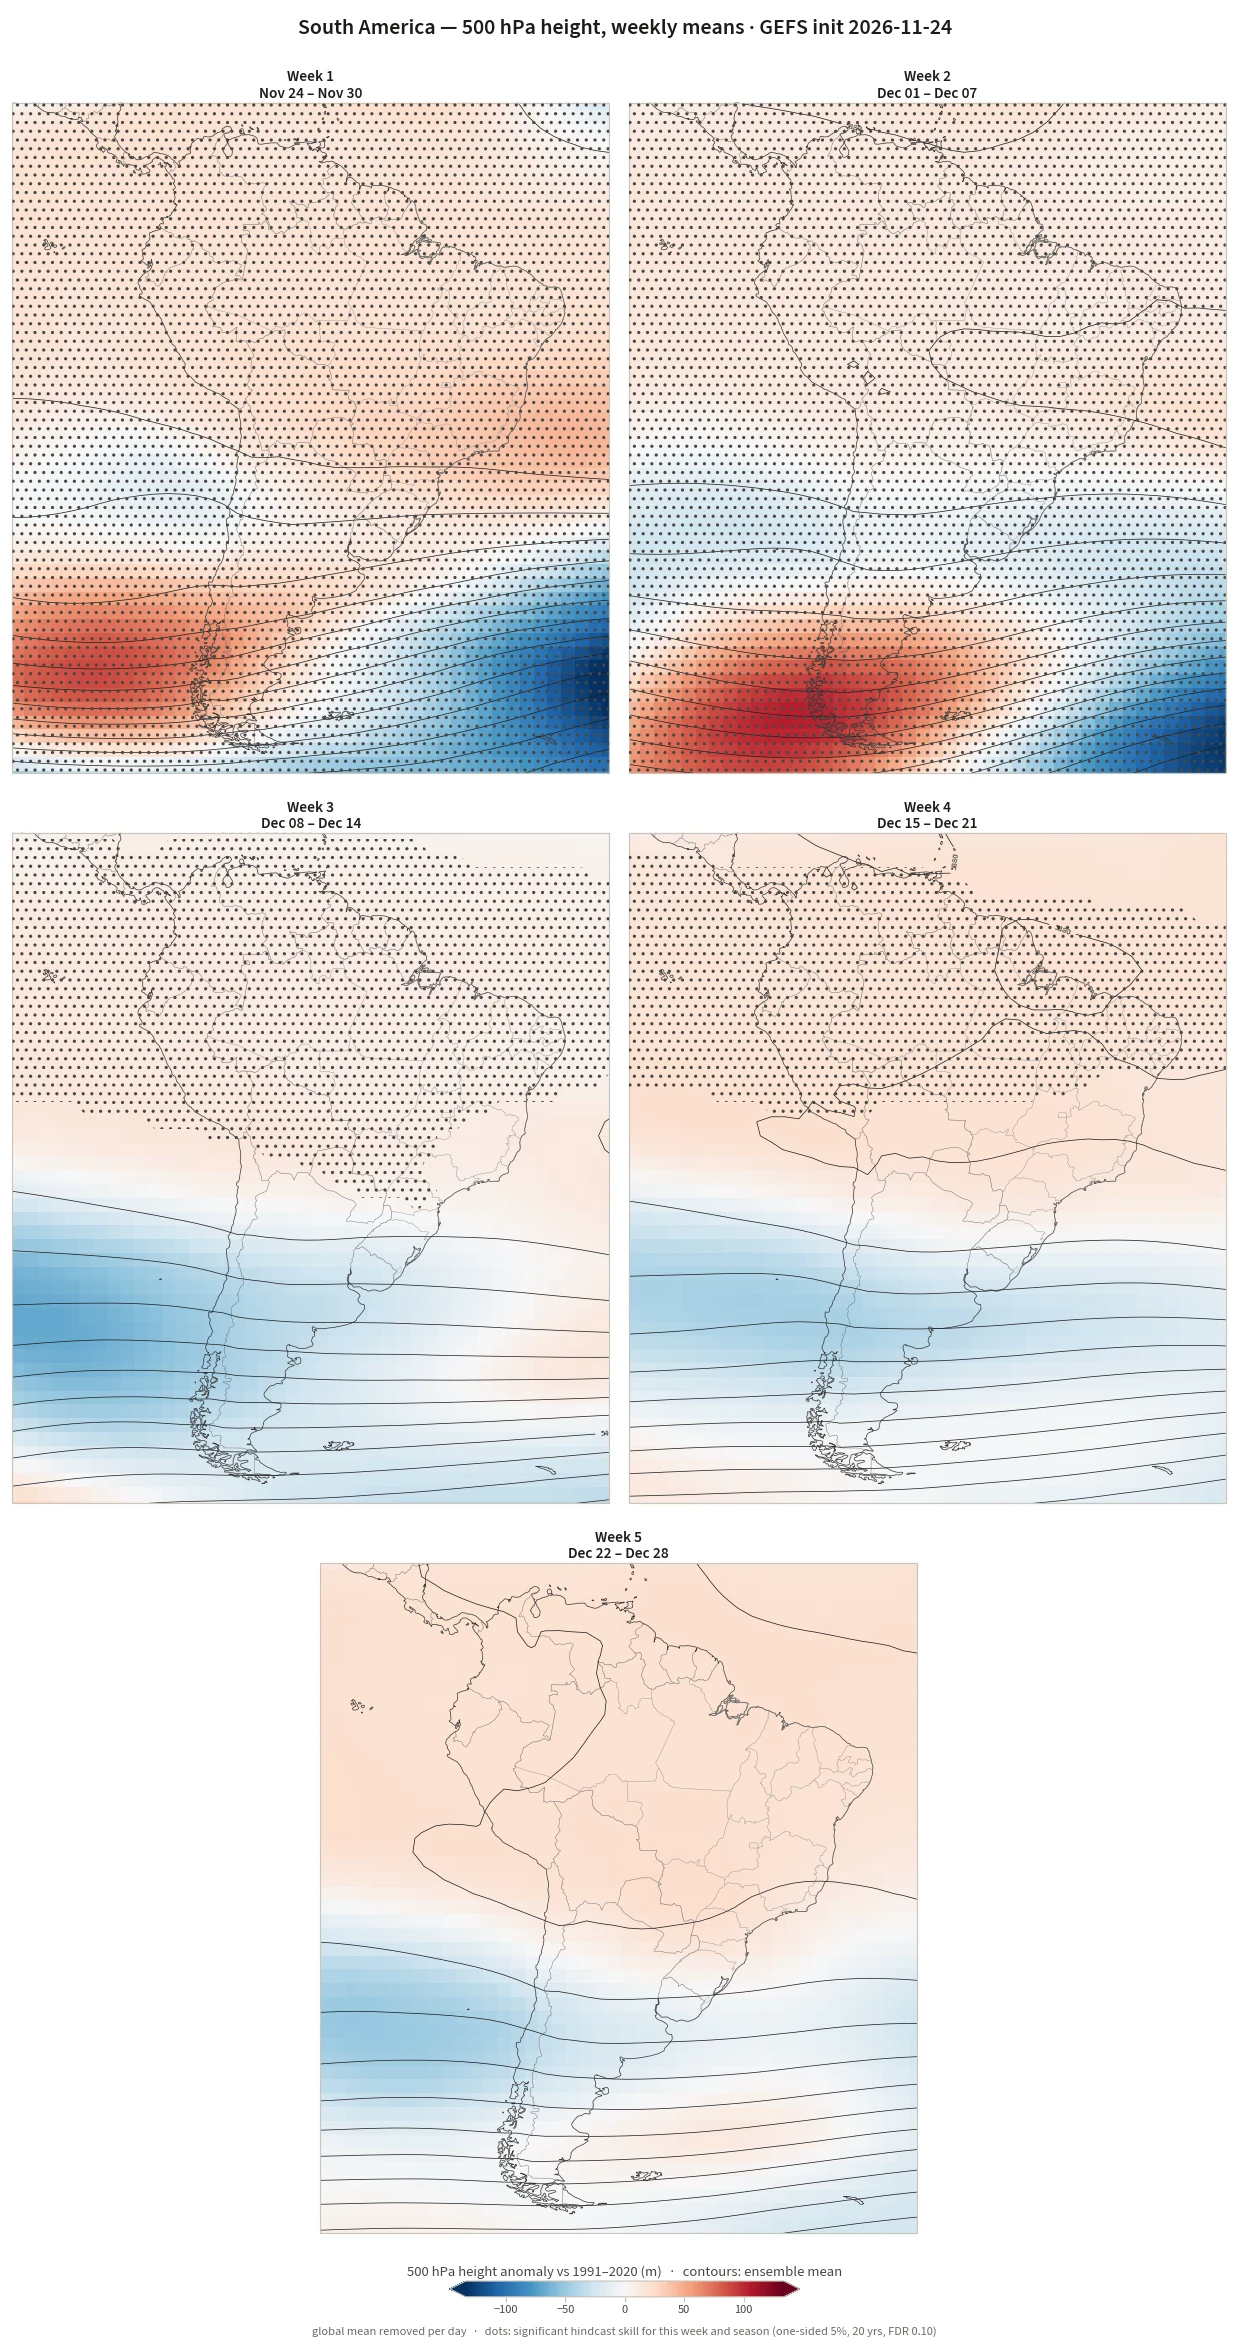 South America — 500 hPa height, weekly means · GEFS init 2026-11-24
Week 1
Nov 24 – Nov 30
Week 2
Dec 01 – Dec 07
Week 3
Dec 08 – Dec 14
Week 4
Dec 15 – Dec 21
5880
5880
Week 5
Dec 22 – Dec 28
500 hPa height anomaly vs 1991–2020 (m) · contours: ensemble mean
−100 −50 0 50 100
global mean removed per day · dots: significant hindcast skill for this week and season (one-sided 5%, 20 yrs, FDR 0.10)